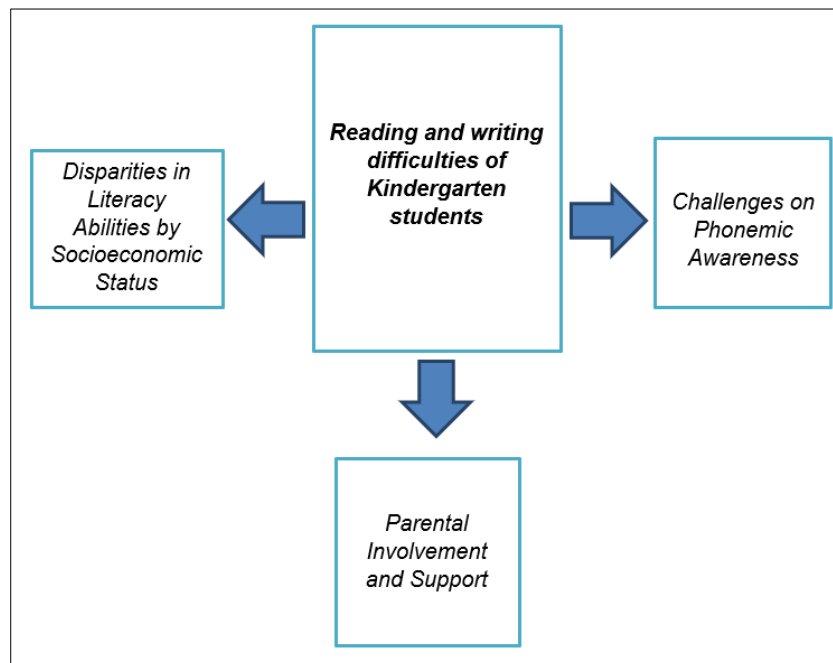 Reading and writing
difficulties of
Kindergarten
students
Disparities in
Literacy
Abilities by
Socioeconomic
Status
Challenges on
Phonemic
Awareness
Parental
Involvement
and Support